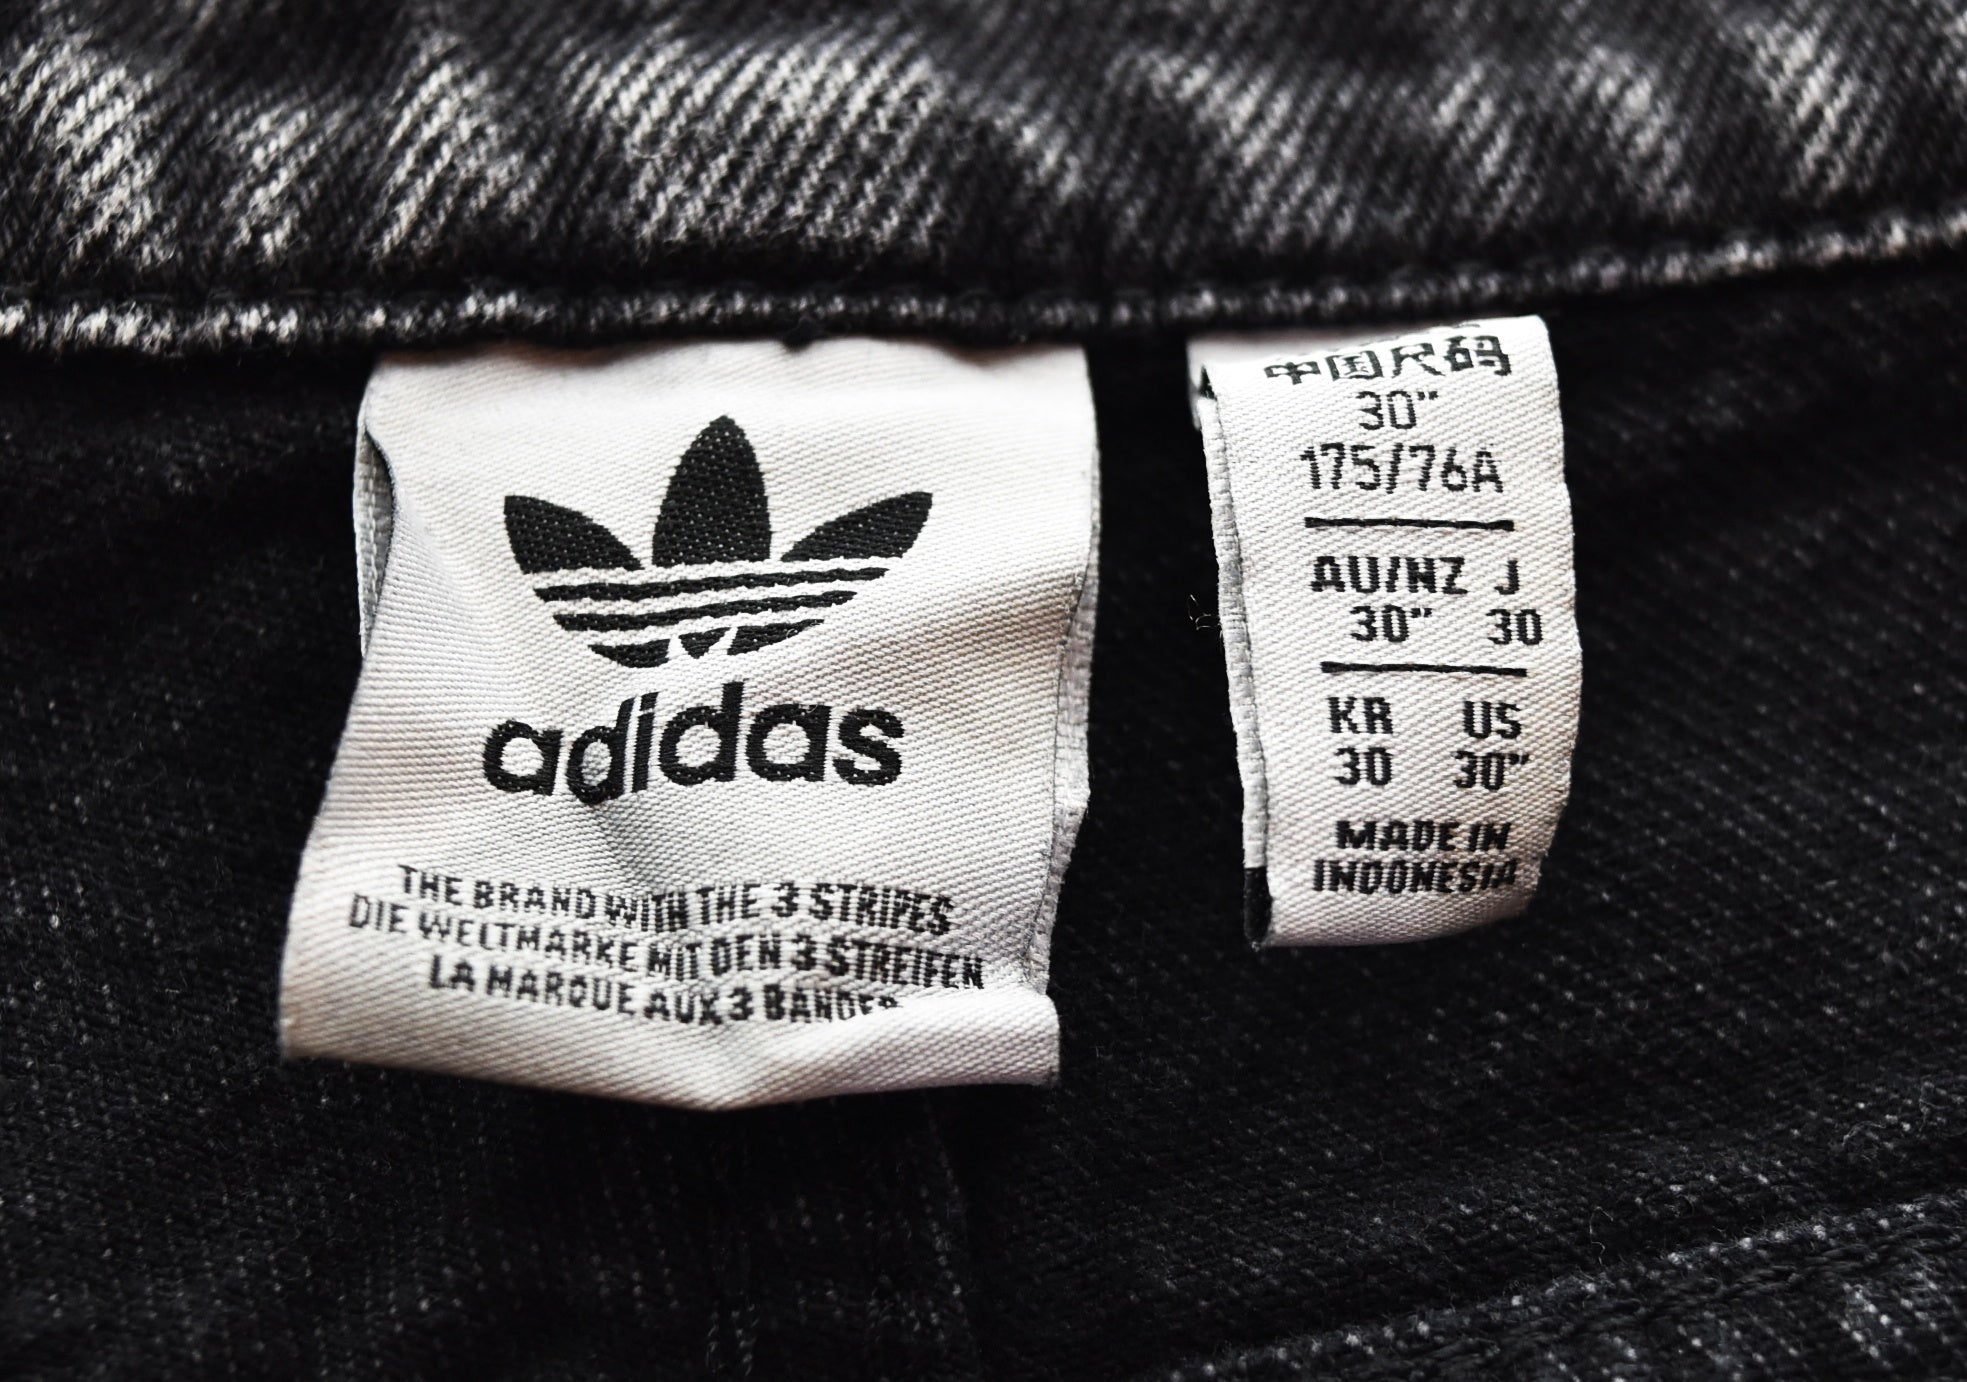 adidas
THE BRAND WITH THE 3 STRIPES
DIE WELTMARKE MIT DEN 3 STREIFEN
LA MARQUE AUX 3 BANDES
中国尺码
30"
175/76A
AU/NZ J
30" 30
KR US
30 30"
MADE IN
INDONESIA